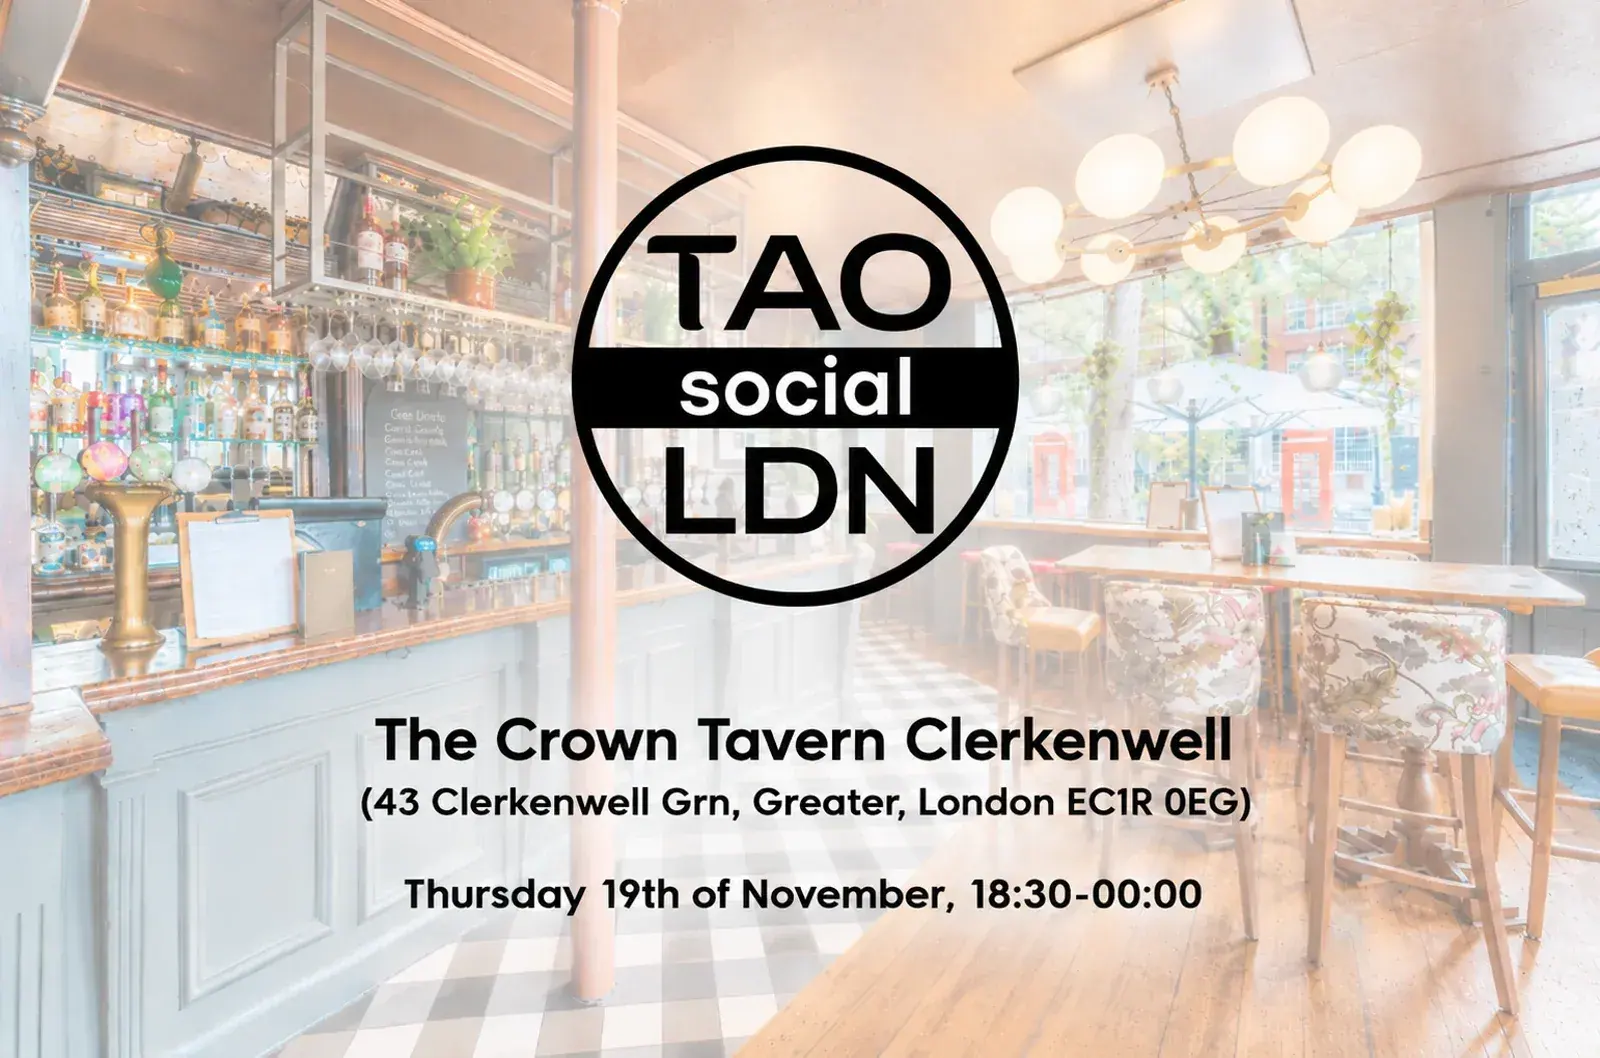 TAO
social
LDN
The Crown Tavern Clerkenwell
(43 Clerkenwell Grn, Greater, London EC1R 0EG)
Thursday 19th of November, 18:30-00:00